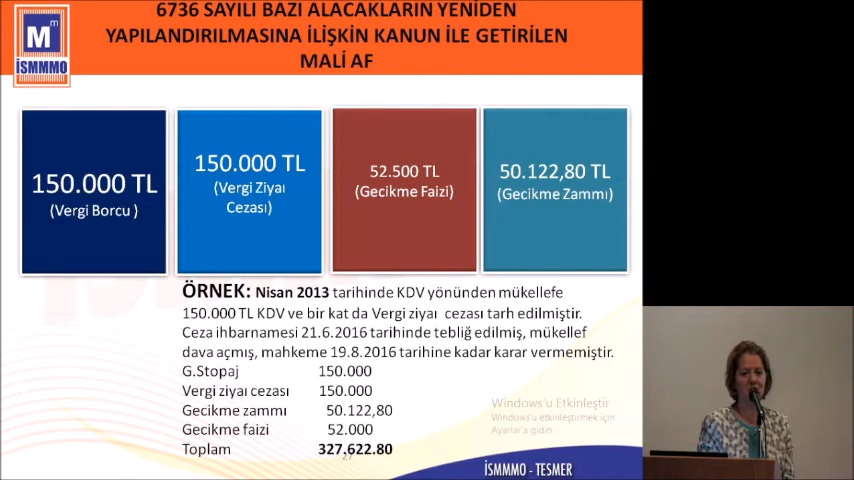 6736 SAYILI BAZI ALACAKLARIN YENİDEN
YAPILANDIRILMASINA İLİŞKİN KANUN İLE GETİRİLEN
MALİ AF
Mm
İSMMMO
150.000 TL
(Vergi Borcu )
150.000 TL
(Vergi Ziyaı
Cezası)
52.500 TL
(Gecikme Faizi)
50.122,80 TL
(Gecikme Zammı)
ÖRNEK: Nisan 2013 tarihinde KDV yönünden mükellefe
150.000 TL KDV ve bir kat da Vergi ziyaı cezası tarh edilmiştir.
Ceza ihbarnamesi 21.6.2016 tarihinde tebliğ edilmiş, mükellef
dava açmış, mahkeme 19.8.2016 tarihine kadar karar vermemiştir.
G.Stopaj 150.000
Vergi ziyaı cezası 150.000
Gecikme zammı 50.122,80
Gecikme faizi 52.000
Toplam 327.622.80
27
Windows'u Etkinleştir
Windows'u etkinleştirmek için
Ayarlar'a gidin.
İSMMMO - TESMER